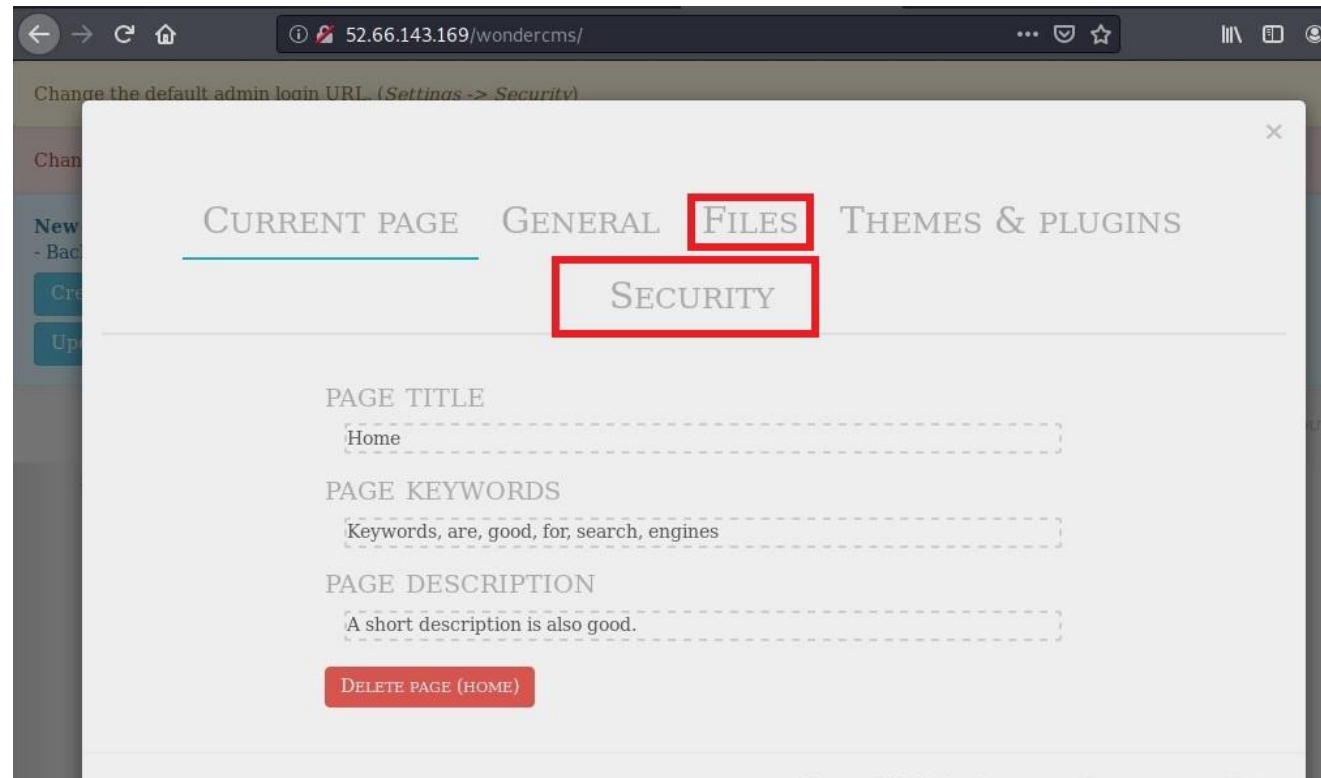 52.66.143.169/wondercms/
Change the default admin login URL. (Settings -> Security)
Chan
New
- Bac
Cre
Upd
×
CURRENT PAGE GENERAL FILES THEMES & PLUGINS
SECURITY
PAGE TITLE
Home
PAGE KEYWORDS
Keywords, are, good, for, search, engines
PAGE DESCRIPTION
A short description is also good.
DELETE PAGE (HOME)